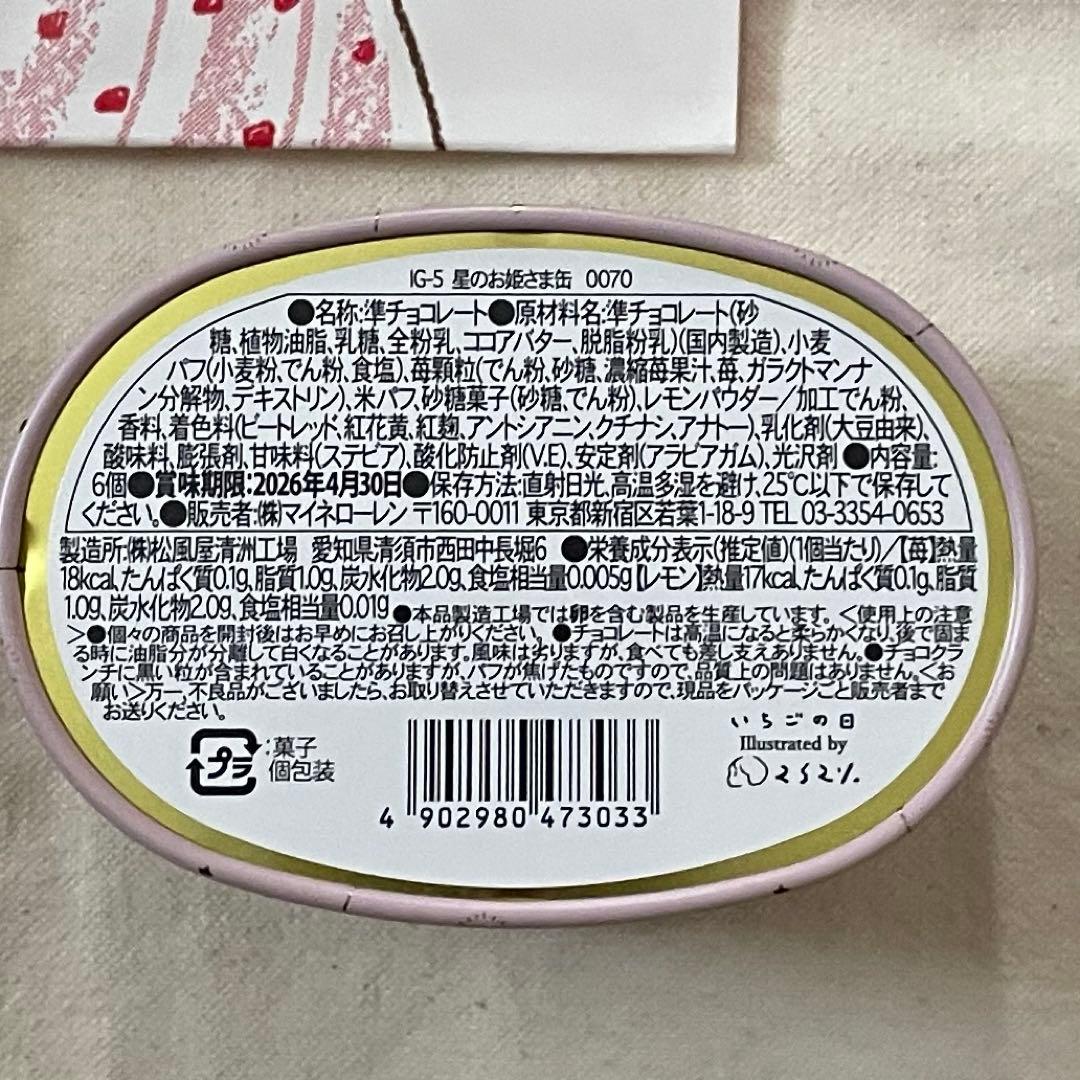 IG-5 星のお姫さま缶 0070
●名称:準チョコレート●原材料名:準チョコレート(砂
糖、植物油脂、乳糖、全粉乳、ココアバター、脱脂粉乳)(国内製造)、小麦
パフ(小麦粉、でん粉、食塩)、苺顆粒(でん粉、砂糖、濃縮苺果汁、苺、ガラクトマンナ
ン分解物、デキストリン)、米パフ、砂糖菓子(砂糖、でん粉)、レモンパウダー/加工でん粉、
香料、着色料(ビートレッド、紅花黄、紅麹、アントシアニン、クチナシ、アナトー)、乳化剤(大豆由来)、
酸味料、膨張剤、甘味料(ステビア)、酸化防止剤(V.E)、安定剤(アラビアガム)、光沢剤 ●内容量:
6個●賞味期限:2026年4月30日●保存方法:直射日光、高温多湿を避け、25℃以下で保存して
ください。●販売者:㈱マイネローレン 〒160-0011 東京都新宿区若葉1-18-9 TEL 03-3354-0653
製造所:㈱松風屋清洲工場 愛知県清須市西田中長堀6 ●栄養成分表示(推定値)(1個当たり)/【苺】熱量
18kcal、たんぱく質0.1g、脂質1.0g、炭水化物2.0g、食塩相当量0.005g【レモン】熱量17kcal、たんぱく質0.1g、脂質
1.0g、炭水化物2.0g、食塩相当量0.01g ●本品製造工場では卵を含む製品を生産しています。<使用上の注意
>●個々の商品を開封後はお早めにお召し上がりください。●チョコレートは高温になると柔らかくなり、後で固ま
る時に油脂分が分離して白くなることがあります。風味は劣りますが、食べても差し支えありません。●チョコクラ
ンチに黒い粒が含まれていることがありますが、パフが焦げたものですので、品質上の問題はありません。<お
願い>万一、不良品がございましたら、お取り替えさせていただきますので、現品をパッケージごと販売者まで
お送りください。
プラ :菓子
個包装
4 902980 473033
いちごの日
Illustrated by